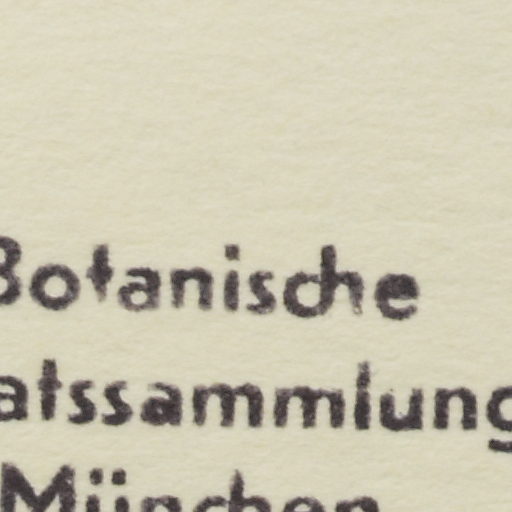 Botanische
atssammlung
München